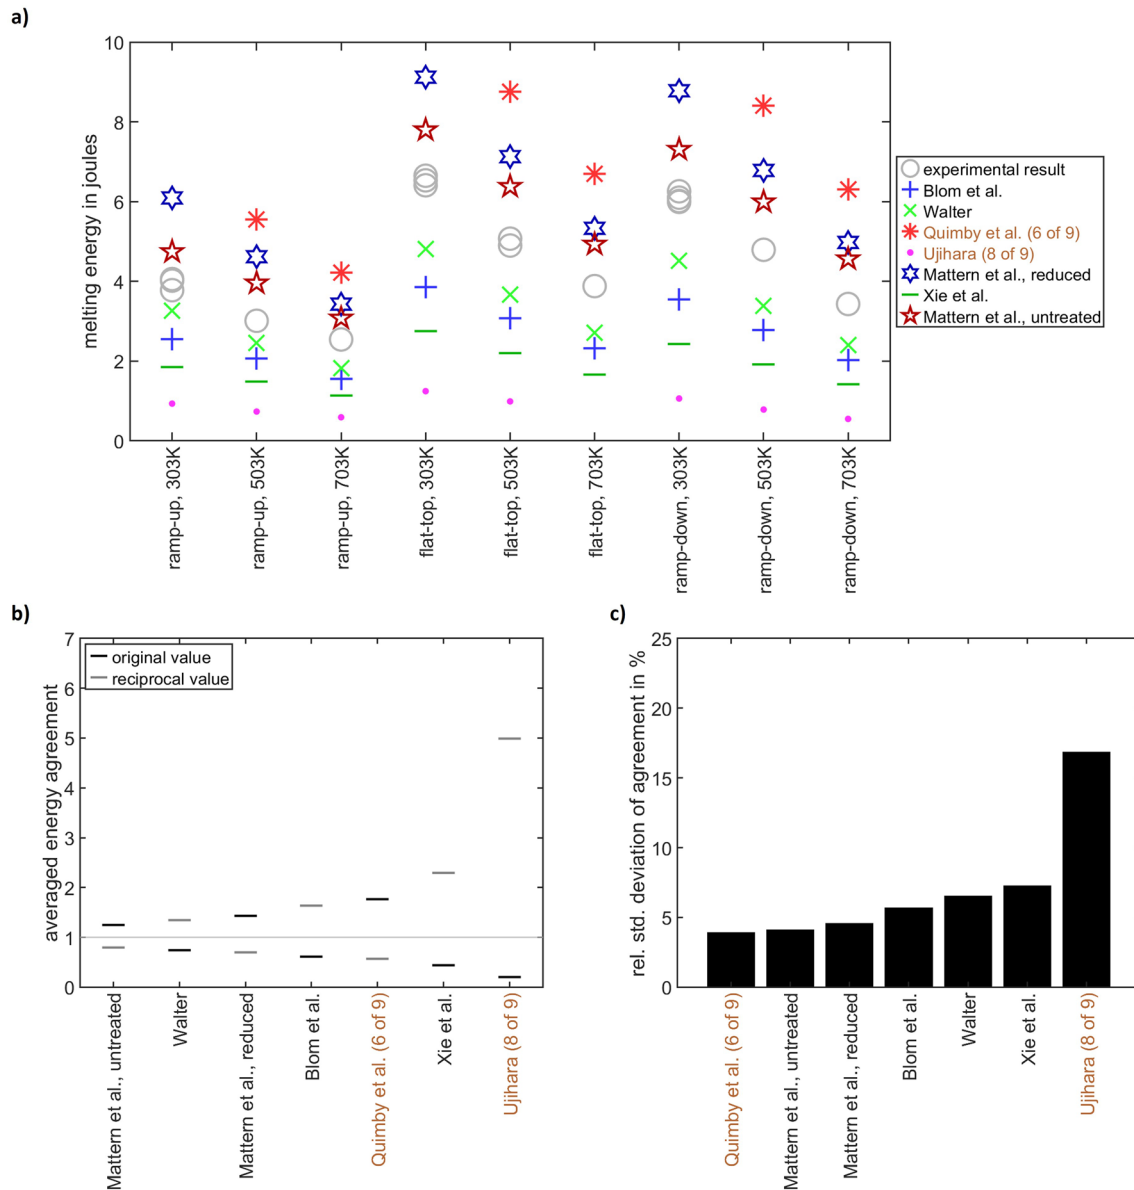 a)
melting energy in joules
10
8
6
4
2
0
ramp-up, 303K
ramp-up, 503K
ramp-up, 703K
flat-top, 303K
flat-top, 503K
flat-top, 703K
ramp-down, 303K
ramp-down, 503K
ramp-down, 703K
experimental result
Blom et al.
Walter
Quimby et al. (6 of 9)
Ujihara (8 of 9)
Mattern et al., reduced
Xie et al.
Mattern et al., untreated
b)
averaged energy agreement
7
6
5
4
3
2
1
0
original value
reciprocal value
Mattern et al., untreated
Walter
Mattern et al., reduced
Blom et al.
Quimby et al. (6 of 9)
Xie et al.
Ujihara (8 of 9)
c)
rel. std. deviation of agreement in %
25
20
15
10
5
0
Quimby et al. (6 of 9)
Mattern et al., untreated
Mattern et al., reduced
Blom et al.
Walter
Xie et al.
Ujihara (8 of 9)